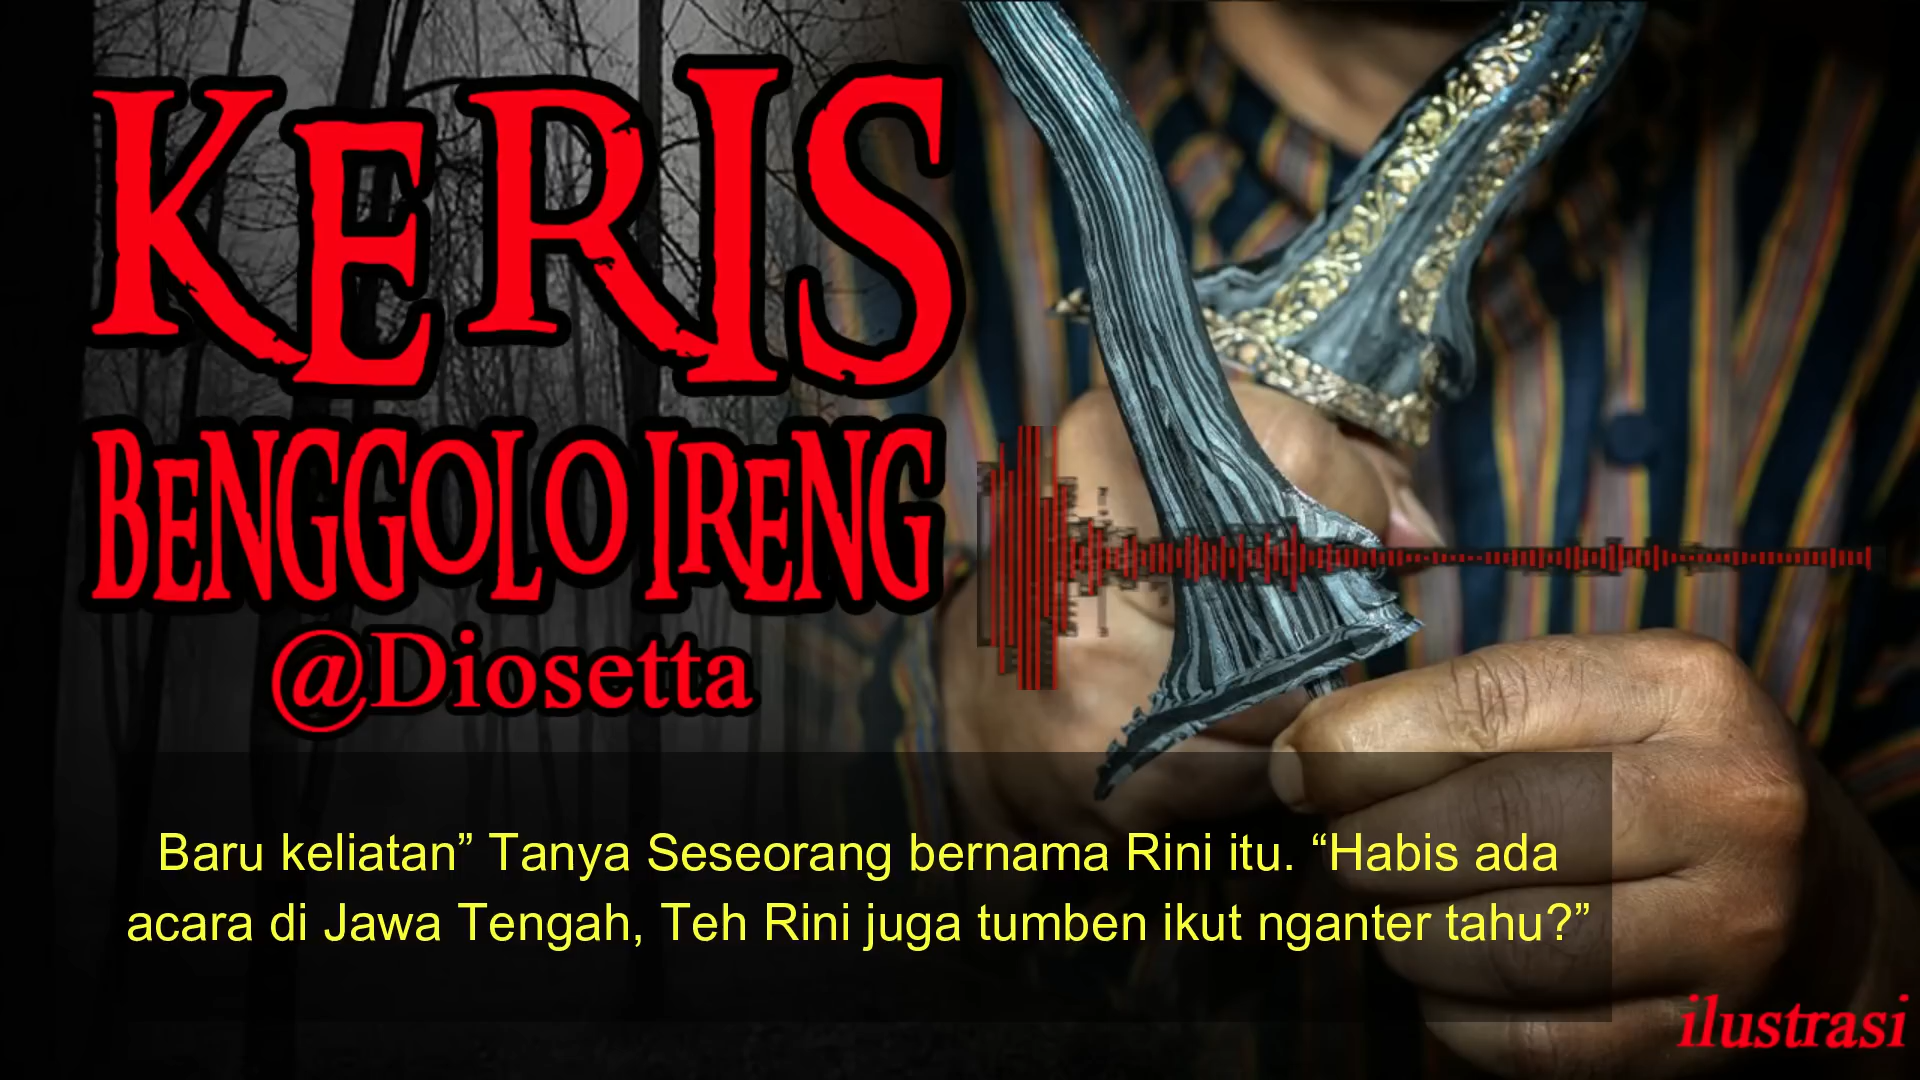 KERIS
BENGGOLO IRENG
@Diosetta
Baru keliatan” Tanya Seseorang bernama Rini itu. “Habis ada
acara di Jawa Tengah, Teh Rini juga tumben ikut nganter tahu?”
ilustrasi